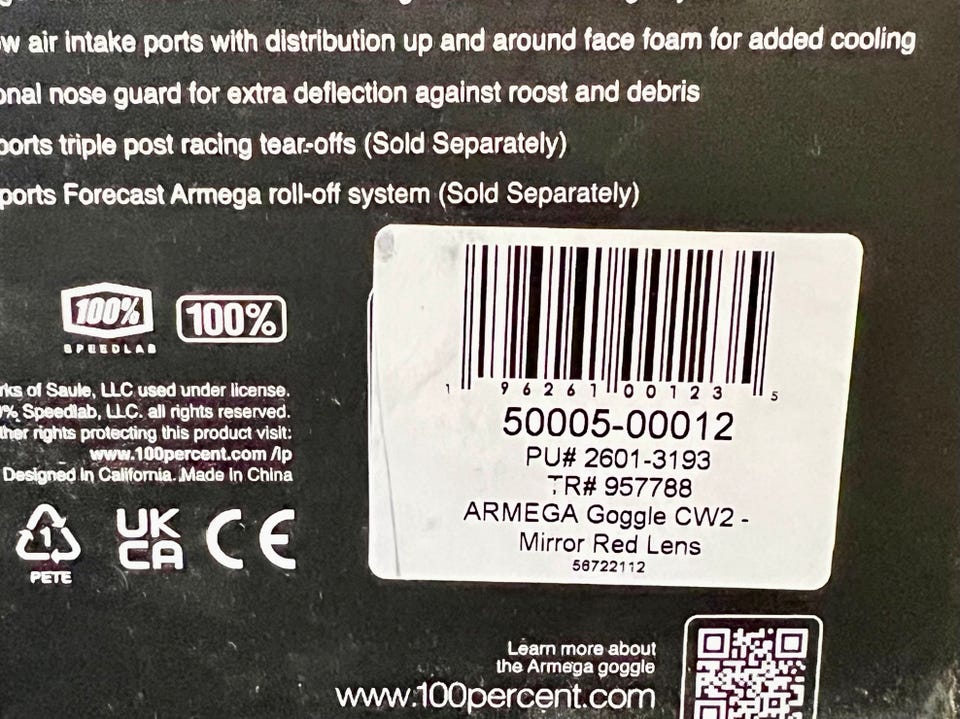 ow air intake ports with distribution up and around face foam for added cooling
onal nose guard for extra deflection against roost and debris
ports triple post racing tear-offs (Sold Separately)
ports Forecast Armega roll-off system (Sold Separately)
100%
SPEEDLAB
100%
rks of Saule, LLC used under license.
% Speedlab, LLC. all rights reserved.
ther rights protecting this product visit:
www.100percent.com/ip
Designed in California. Made in China
1
PETE
UK
CA
CE
1 96261 00123 5
50005-00012
PU# 2601-3193
TR# 957788
ARMEGA Goggle CW2 -
Mirror Red Lens
56722112
Learn more about
the Armega goggle
www.100percent.com